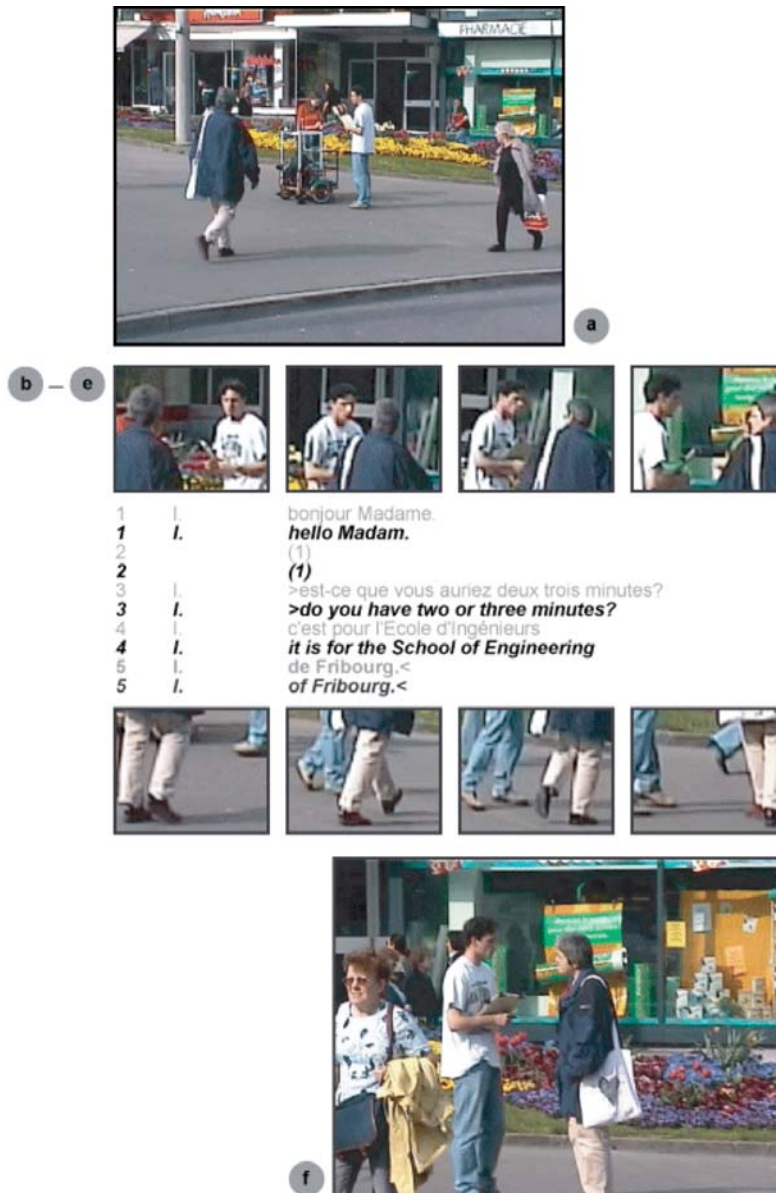 PHARMACIE
a
b – e
1 I. bonjour Madame.
1 I. hello Madam.
2 (1)
2 (1)
3 I. >est-ce que vous auriez deux trois minutes?
3 I. >do you have two or three minutes?
4 I. c'est pour l'Ecole d'Ingénieurs
4 I. it is for the School of Engineering
5 I. de Fribourg.<
5 I. of Fribourg.<
f